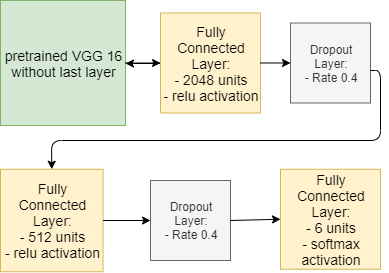 pretrained VGG 16
without last layer
Fully
Connected
Layer:
- 2048 units
- relu activation
Dropout
Layer:
- Rate 0.4
Fully
Connected
Layer:
- 512 units
- relu activation
Dropout
Layer:
- Rate 0.4
Fully
Connected
Layer:
- 6 units
- softmax
activation